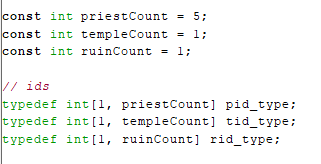 const int priestCount = 5;
const int templeCount = 1;
const int ruinCount = 1;
// ids
typedef int[1, priestCount] pid_type;
typedef int[1, templeCount] tid_type;
typedef int[1, ruinCount] rid_type;